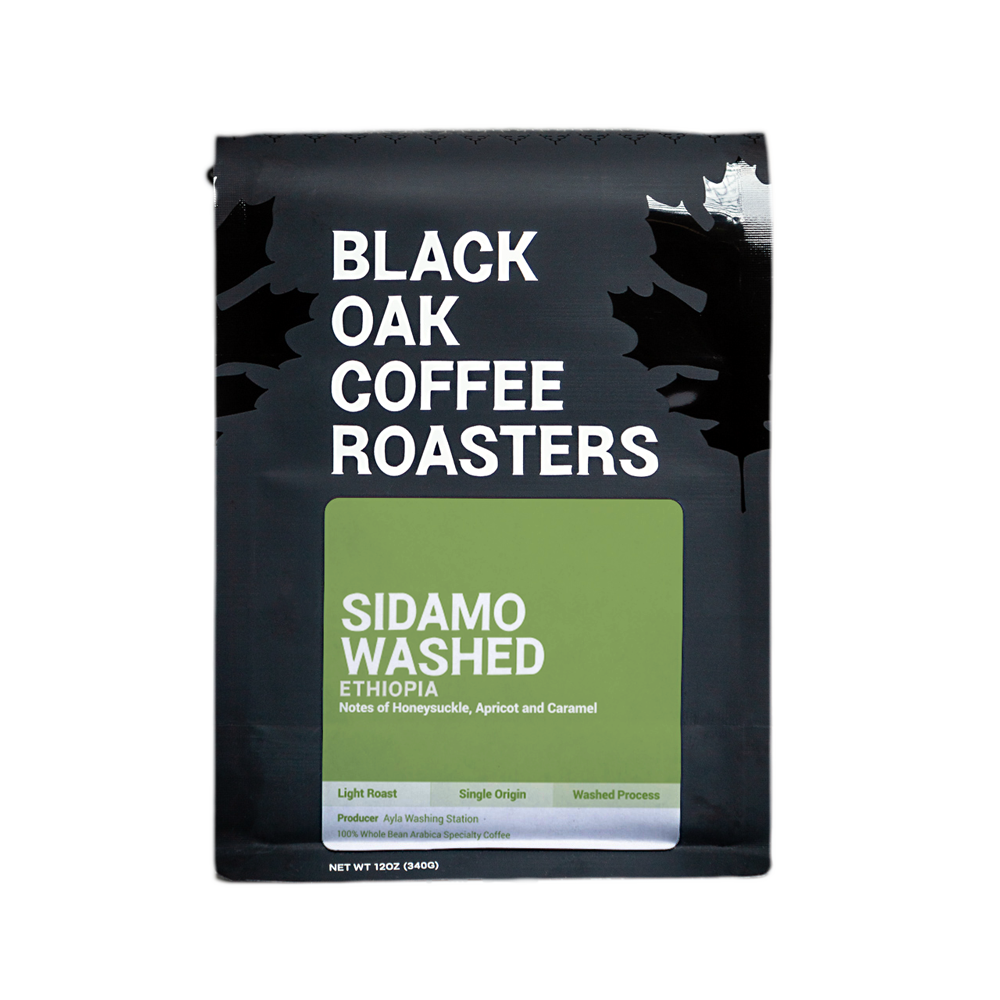 BLACK
OAK
COFFEE
ROASTERS
SIDAMO
WASHED
ETHIOPIA
Notes of Honeysuckle, Apricot and Caramel
Light Roast Single Origin Washed Process
Producer Ayla Washing Station
100% Whole Bean Arabica Specialty Coffee
NET WT 12OZ (340G)